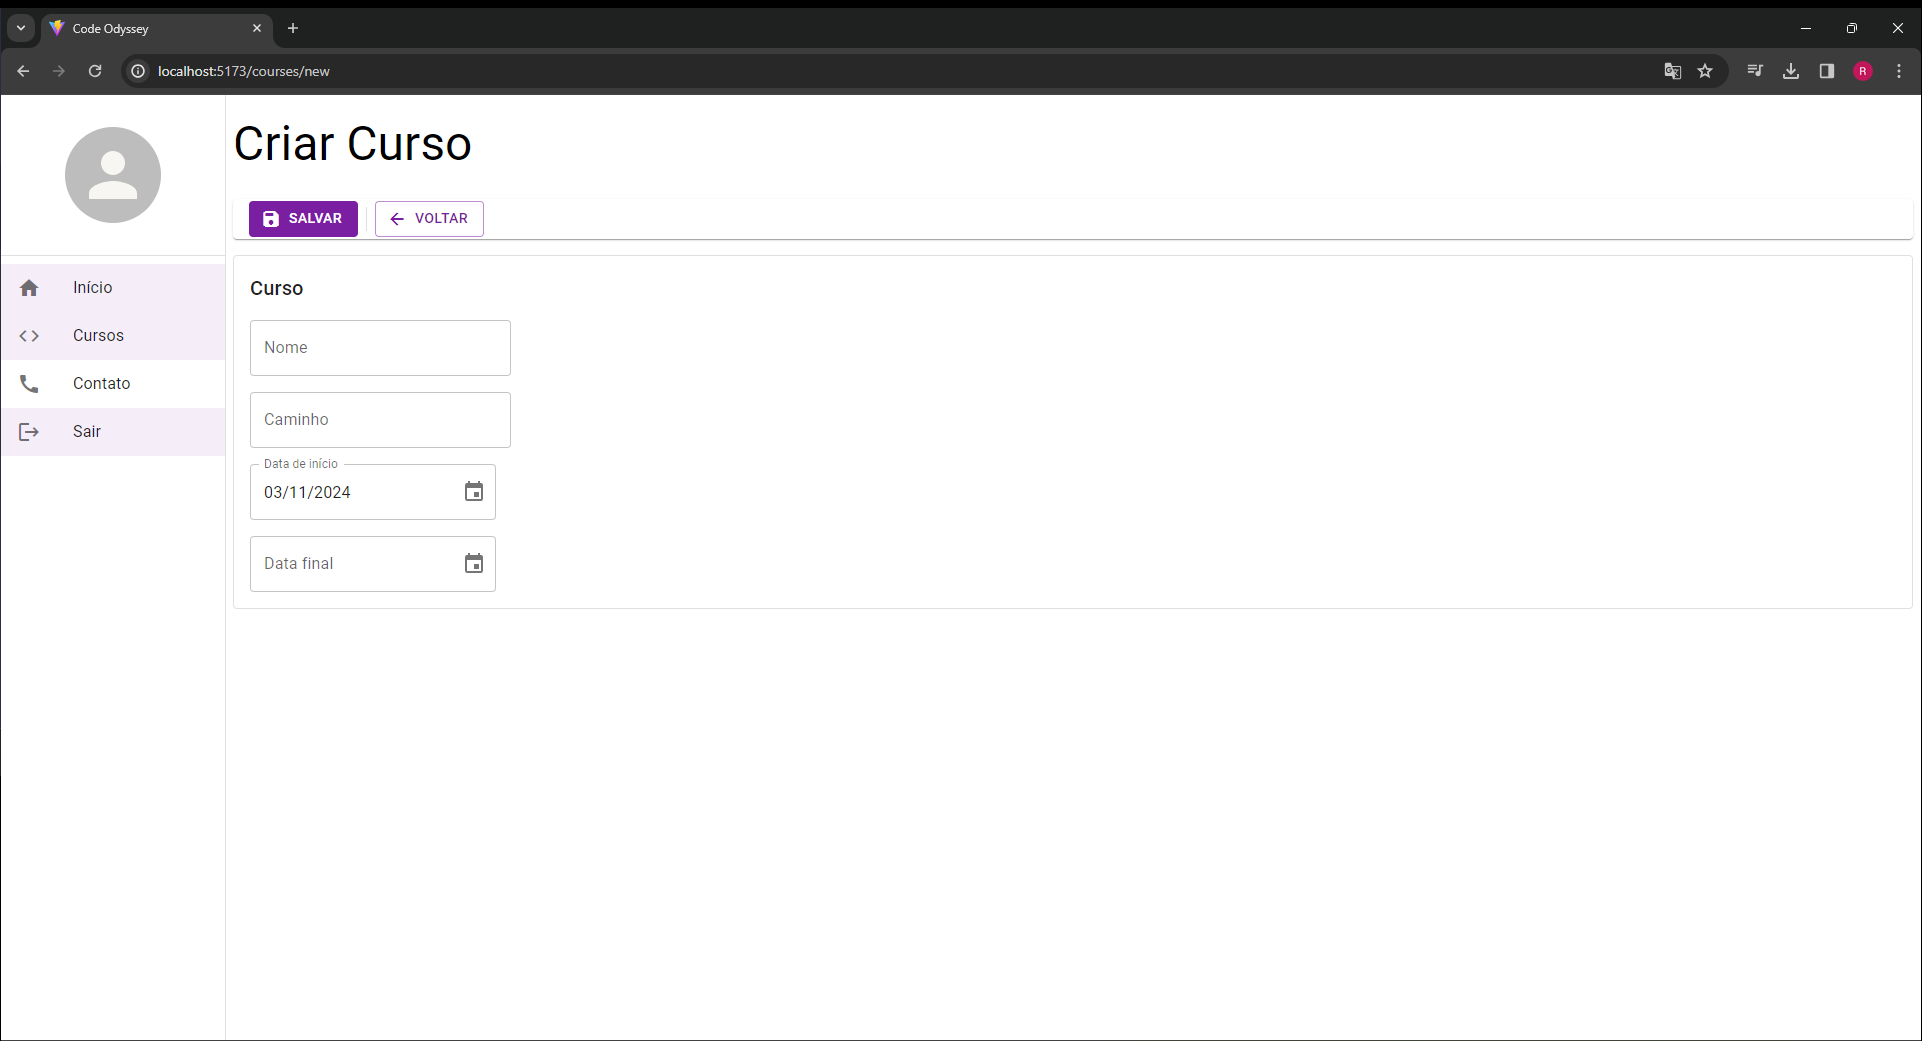 Code Odyssey
localhost:5173/courses/new
R
Criar Curso
SALVAR
VOLTAR
Início
Cursos
Contato
Sair
Curso
Nome
Caminho
Data de início
03/11/2024
Data final